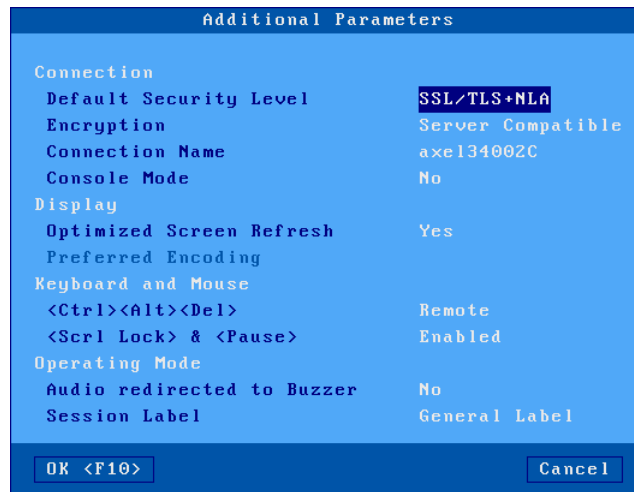 Additional Parameters
Connection
Default Security Level SSL/TLS+NLA
Encryption Server Compatible
Connection Name axel34002C
Console Mode No
Display
Optimized Screen Refresh Yes
Preferred Encoding
Keyboard and Mouse
<Ctrl><Alt><Del> Remote
<Scrl Lock> & <Pause> Enabled
Operating Mode
Audio redirected to Buzzer No
Session Label General Label
OK <F10> Cancel